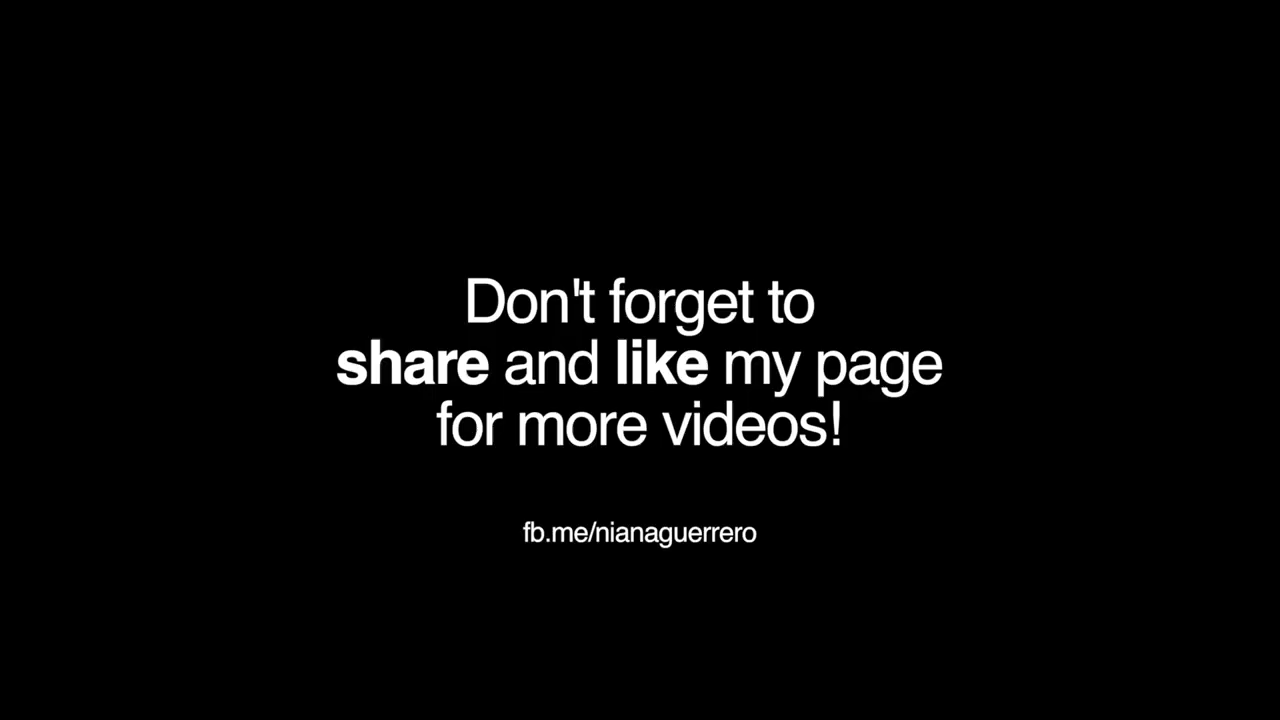 Don't forget to
share and like my page
for more videos!
fb.me/nianaguerrero